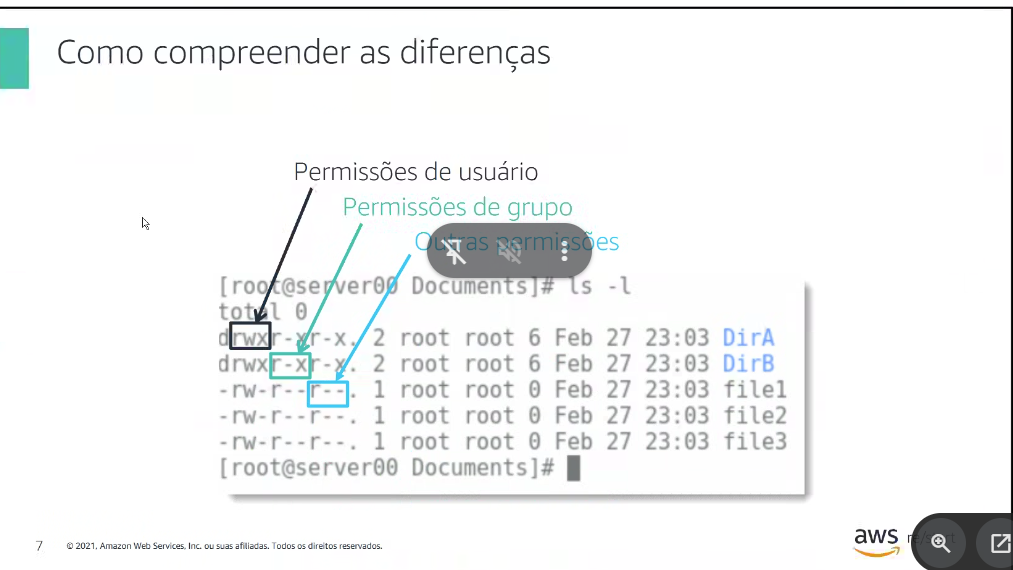 Como compreender as diferenças
Permissões de usuário
Permissões de grupo
Outras permissões
[root@server00 Documents]# ls -l
total 0
drwxr-xr-x. 2 root root 6 Feb 27 23:03 DirA
drwxr-xr-x. 2 root root 6 Feb 27 23:03 DirB
-rw-r--r--. 1 root root 0 Feb 27 23:03 file1
-rw-r--r--. 1 root root 0 Feb 27 23:03 file2
-rw-r--r--. 1 root root 0 Feb 27 23:03 file3
[root@server00 Documents]#
7 © 2021, Amazon Web Services, Inc. ou suas afiliadas. Todos os direitos reservados.
aws